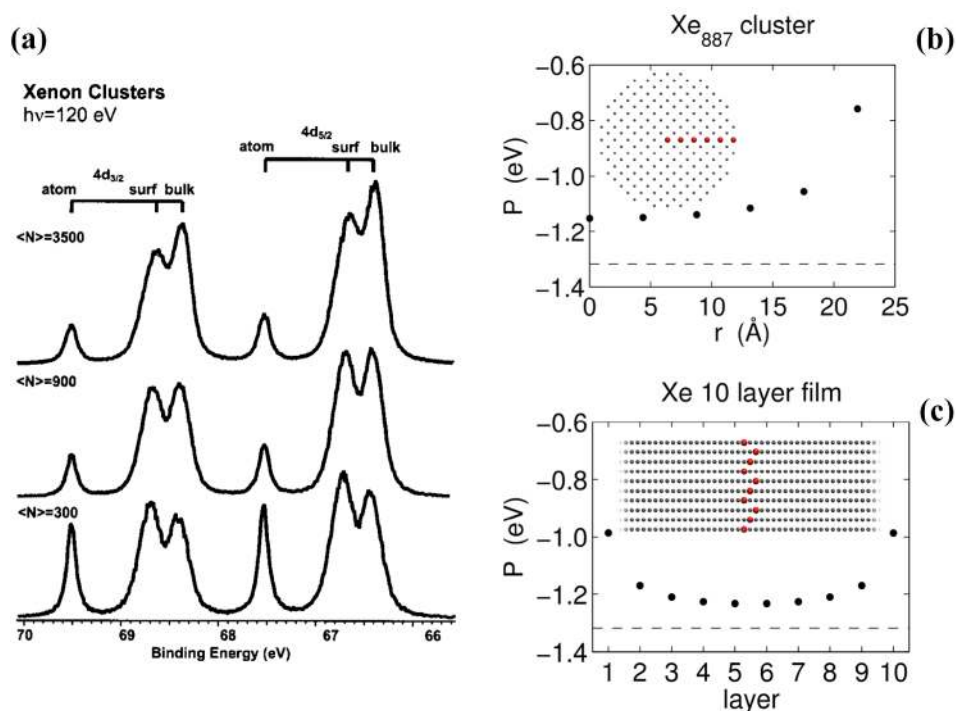 (a)
Xenon Clusters
hν=120 eV
4d5/2
atom surf bulk
4d3/2
atom surf bulk
<N>=3500
<N>=900
<N>=300
70 69 68 67 66
Binding Energy (eV)
(b)
Xe887 cluster
P (eV)
−0.6
−0.8
−1.0
−1.2
−1.4
0 5 10 15 20 25
r (Å)
(c)
Xe 10 layer film
P (eV)
−0.6
−0.8
−1.0
−1.2
−1.4
1 2 3 4 5 6 7 8 9 10
layer